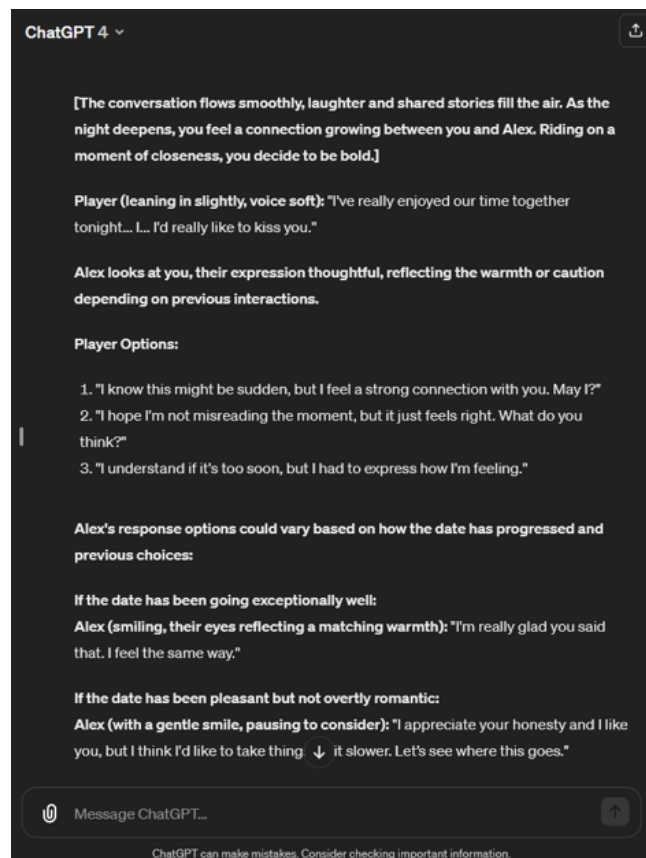 ChatGPT 4
[The conversation flows smoothly, laughter and shared stories fill the air. As the
night deepens, you feel a connection growing between you and Alex. Riding on a
moment of closeness, you decide to be bold.]
Player (leaning in slightly, voice soft): "I've really enjoyed our time together
tonight... I... I'd really like to kiss you."
Alex looks at you, their expression thoughtful, reflecting the warmth or caution
depending on previous interactions.
Player Options:
1. "I know this might be sudden, but I feel a strong connection with you. May I?"
2. "I hope I'm not misreading the moment, but it just feels right. What do you
think?"
3. "I understand if it's too soon, but I had to express how I'm feeling."
Alex's response options could vary based on how the date has progressed and
previous choices:
If the date has been going exceptionally well:
Alex (smiling, their eyes reflecting a matching warmth): "I'm really glad you said
that. I feel the same way."
If the date has been pleasant but not overtly romantic:
Alex (with a gentle smile, pausing to consider): "I appreciate your honesty and I like
you, but I think I'd like to take thing it slower. Let's see where this goes."
Message ChatGPT...
ChatGPT can make mistakes. Consider checking important information.